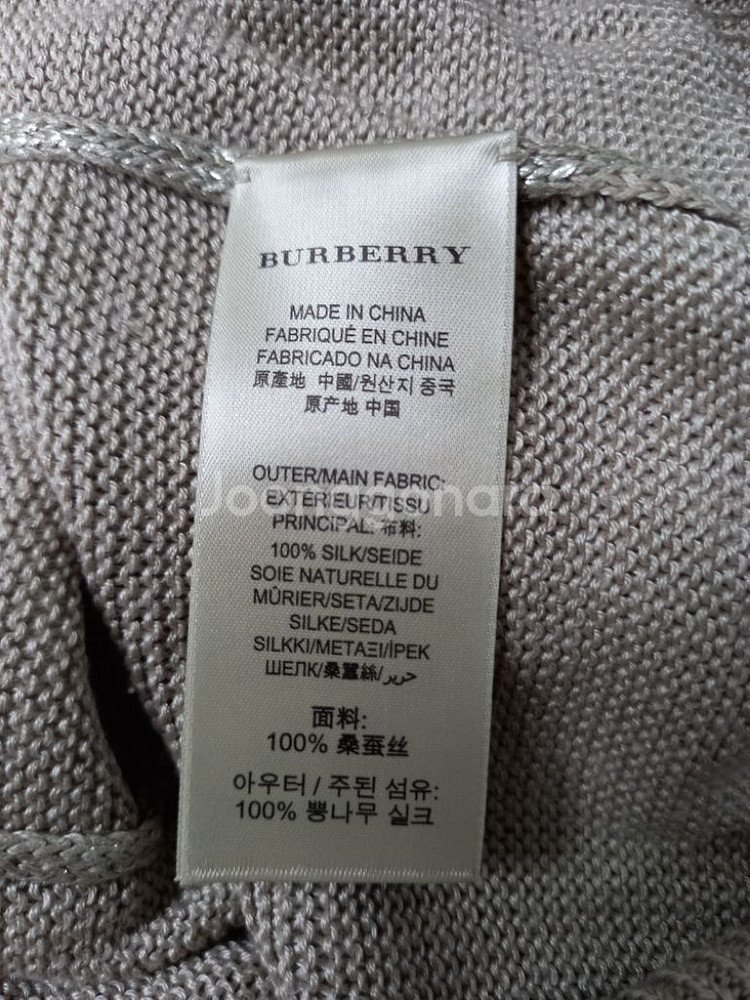 BURBERRY
MADE IN CHINA
FABRIQUÉ EN CHINE
FABRICADO NA CHINA
原產地 中國/원산지 중국
原产地 中国
OUTER/MAIN FABRIC:
EXTÉRIEUR/TISSU
PRINCIPAL: 布料:
100% SILK/SEIDE
SOIE NATURELLE DU
MÛRIER/SETA/ZIJDE
SILKE/SEDA
SILKKI/ΜΕΤΑΞΙ/İPEK
ШЕЛК/桑蠶絲/حرير
面料:
100% 桑蚕丝
아우터 / 주된 섬유:
100% 뽕나무 실크